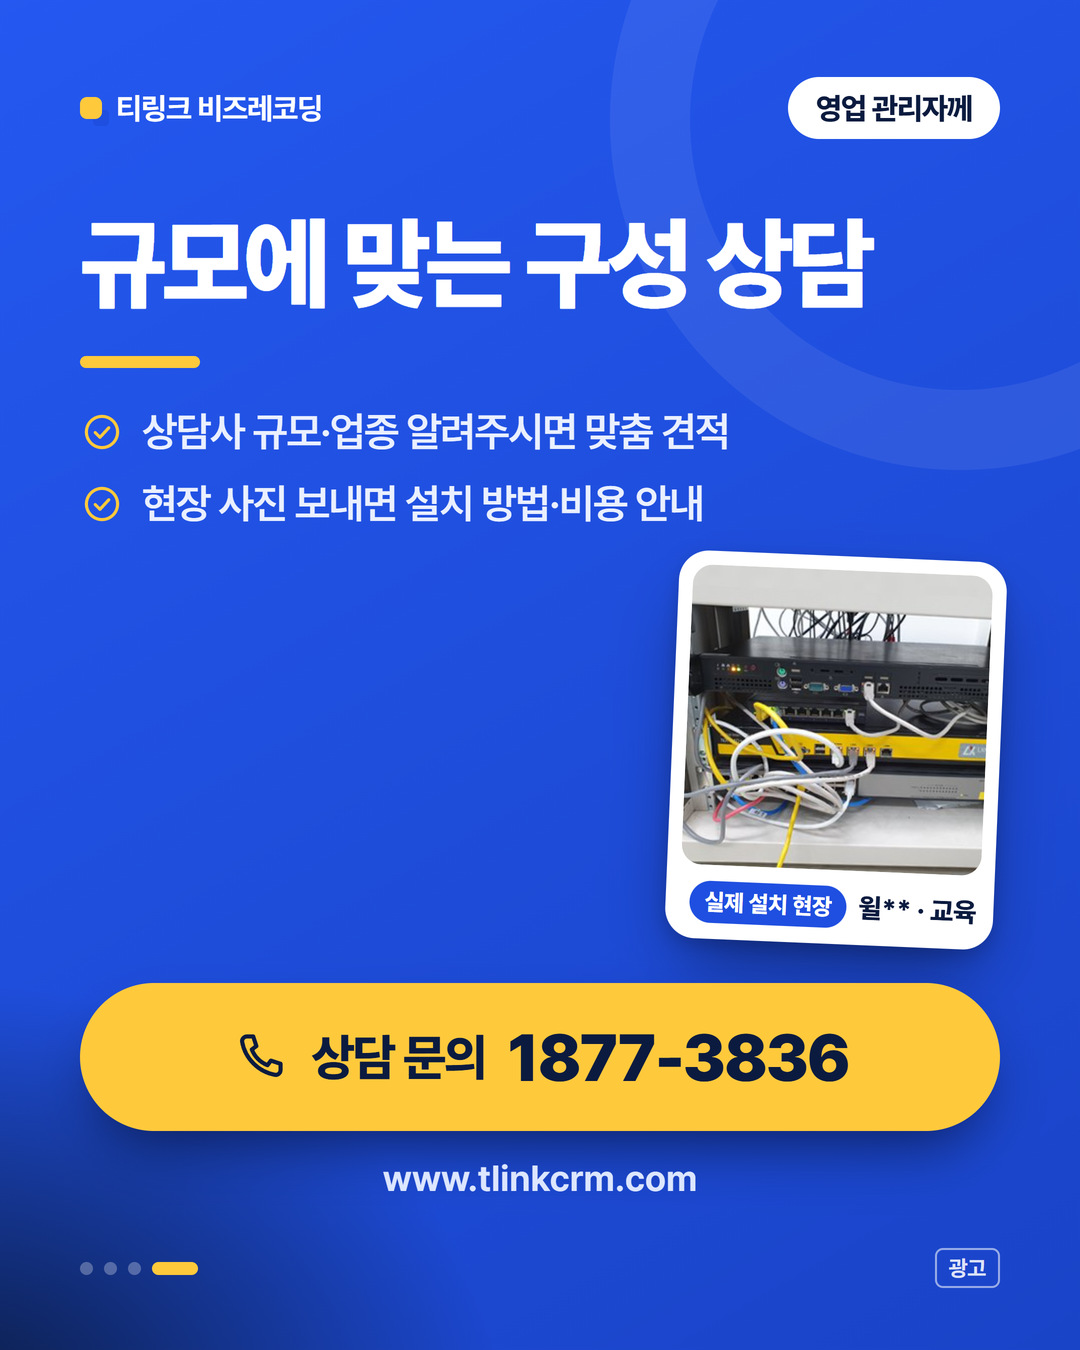 티링크 비즈레코딩
영업 관리자께
규모에 맞는 구성 상담
상담사 규모·업종 알려주시면 맞춤 견적
현장 사진 보내면 설치 방법·비용 안내
실제 설치 현장
윌** · 교육
상담 문의 1877-3836
www.tlinkcrm.com
광고